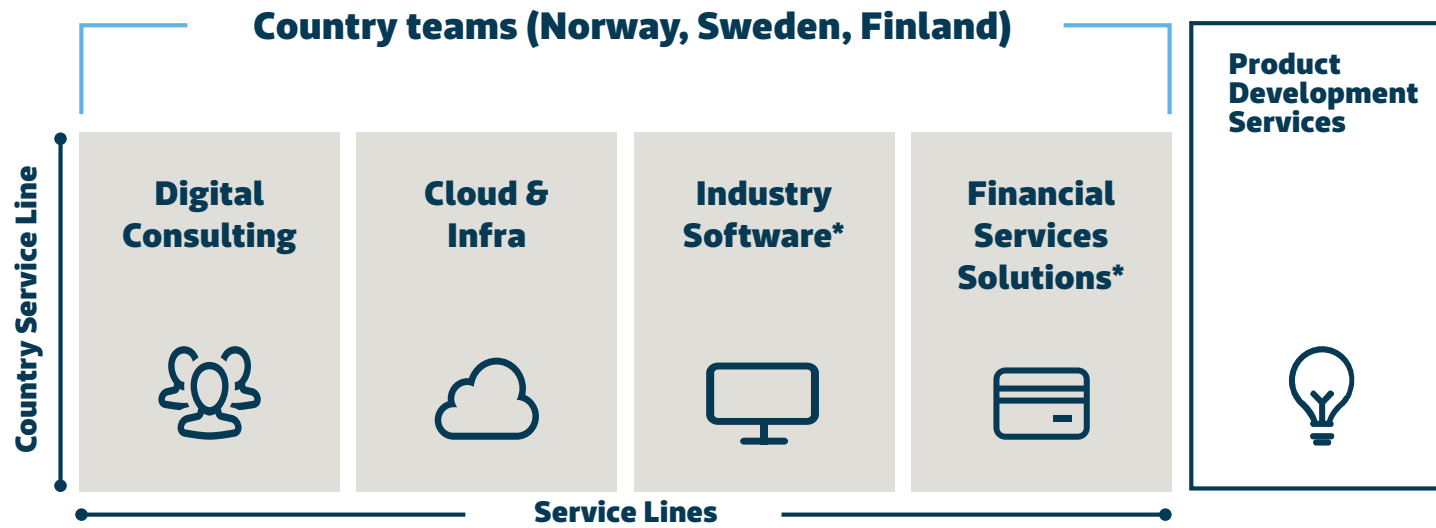 Country teams (Norway, Sweden, Finland)
Product
Development
Services
Country Service Line
Digital
Consulting
Cloud &
Infra
Industry
Software*
Financial
Services
Solutions*
Service Lines